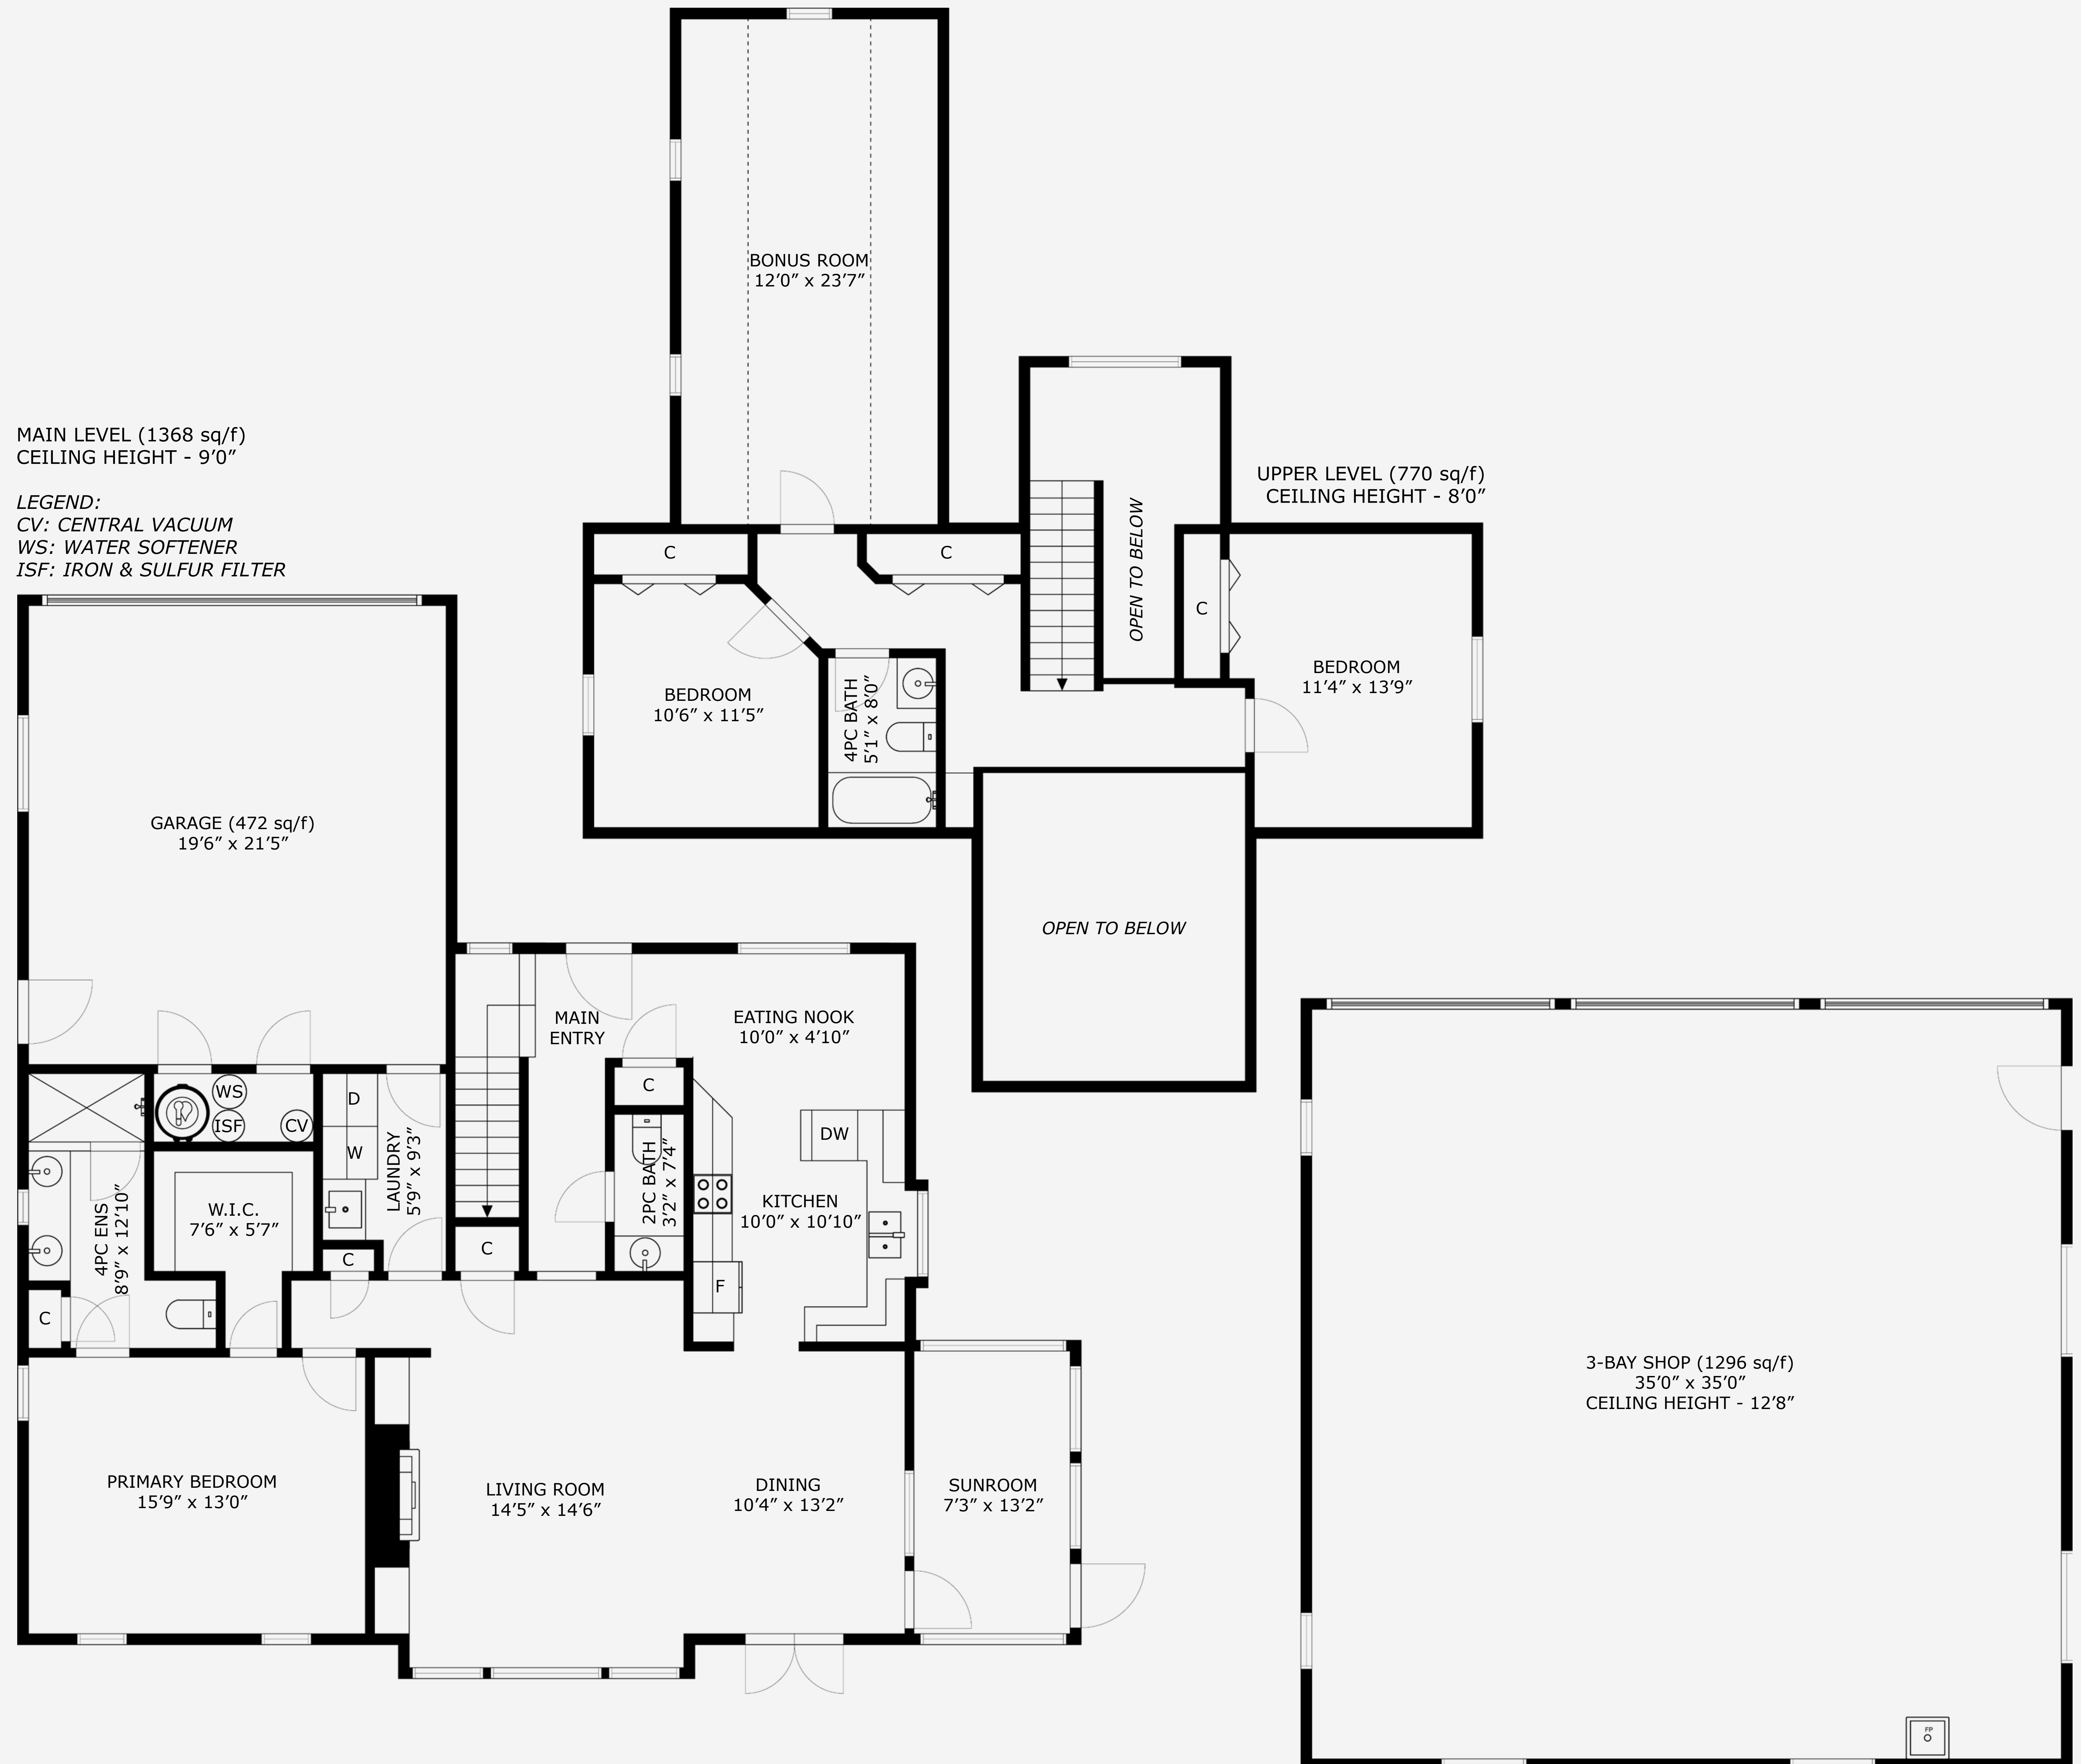 BONUS ROOM
12’0” x 23’7”
MAIN LEVEL (1368 sq/f)
CEILING HEIGHT - 9’0”
LEGEND:
CV: CENTRAL VACUUM
WS: WATER SOFTENER
ISF: IRON & SULFUR FILTER
UPPER LEVEL (770 sq/f)
CEILING HEIGHT - 8’0”
C
C
OPEN TO BELOW
C
BEDROOM
10’6” x 11’5”
4PC BATH
5’1” x 8’0”
BEDROOM
11’4” x 13’9”
OPEN TO BELOW
GARAGE (472 sq/f)
19’6” x 21’5”
MAIN
ENTRY
EATING NOOK
10’0” x 4’10”
C
WS
ISF
CV
D
W
LAUNDRY
5’9” x 9’3”
2PC BATH
3’2” x 7’4”
DW
KITCHEN
10’0” x 10’10”
F
4PC ENS
8’9” x 12’10”
W.I.C.
7’6” x 5’7”
C
C
C
PRIMARY BEDROOM
15’9” x 13’0”
LIVING ROOM
14’5” x 14’6”
DINING
10’4” x 13’2”
SUNROOM
7’3” x 13’2”
3-BAY SHOP (1296 sq/f)
35’0” x 35’0”
CEILING HEIGHT - 12’8”
FP